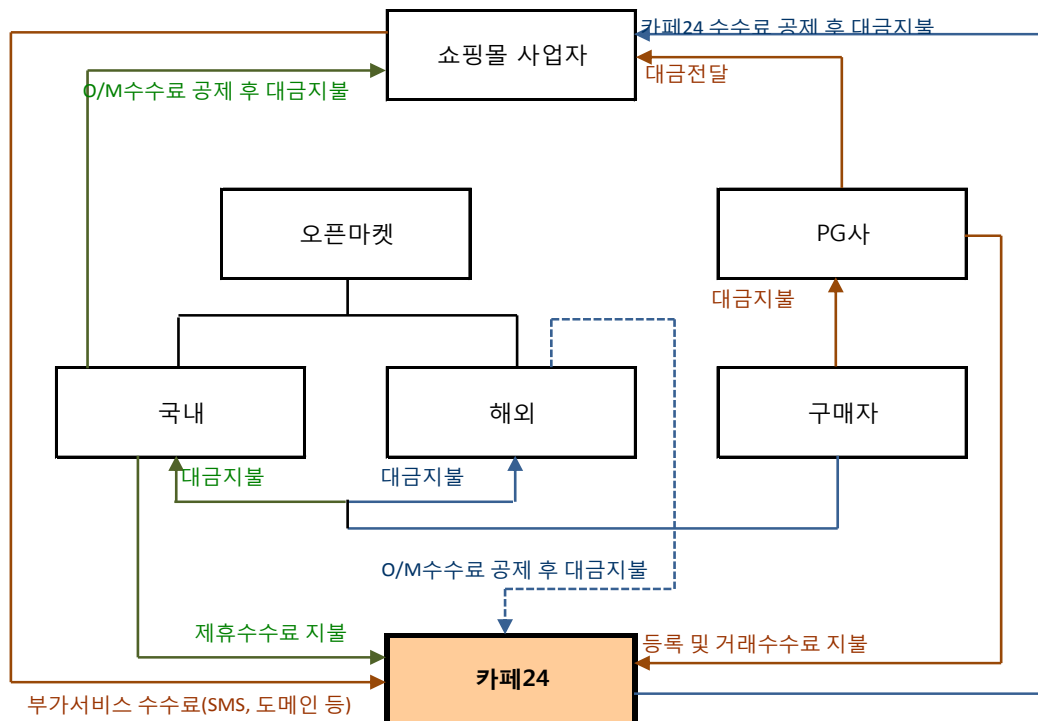 카페24 수수료 공제 후 대금지불
쇼핑몰 사업자
대금전달
O/M수수료 공제 후 대금지불
오픈마켓
PG사
대금지불
국내
해외
구매자
대금지불
대금지불
O/M수수료 공제 후 대금지불
제휴수수료 지불
등록 및 거래수수료 지불
카페24
부가서비스 수수료(SMS, 도메인 등)